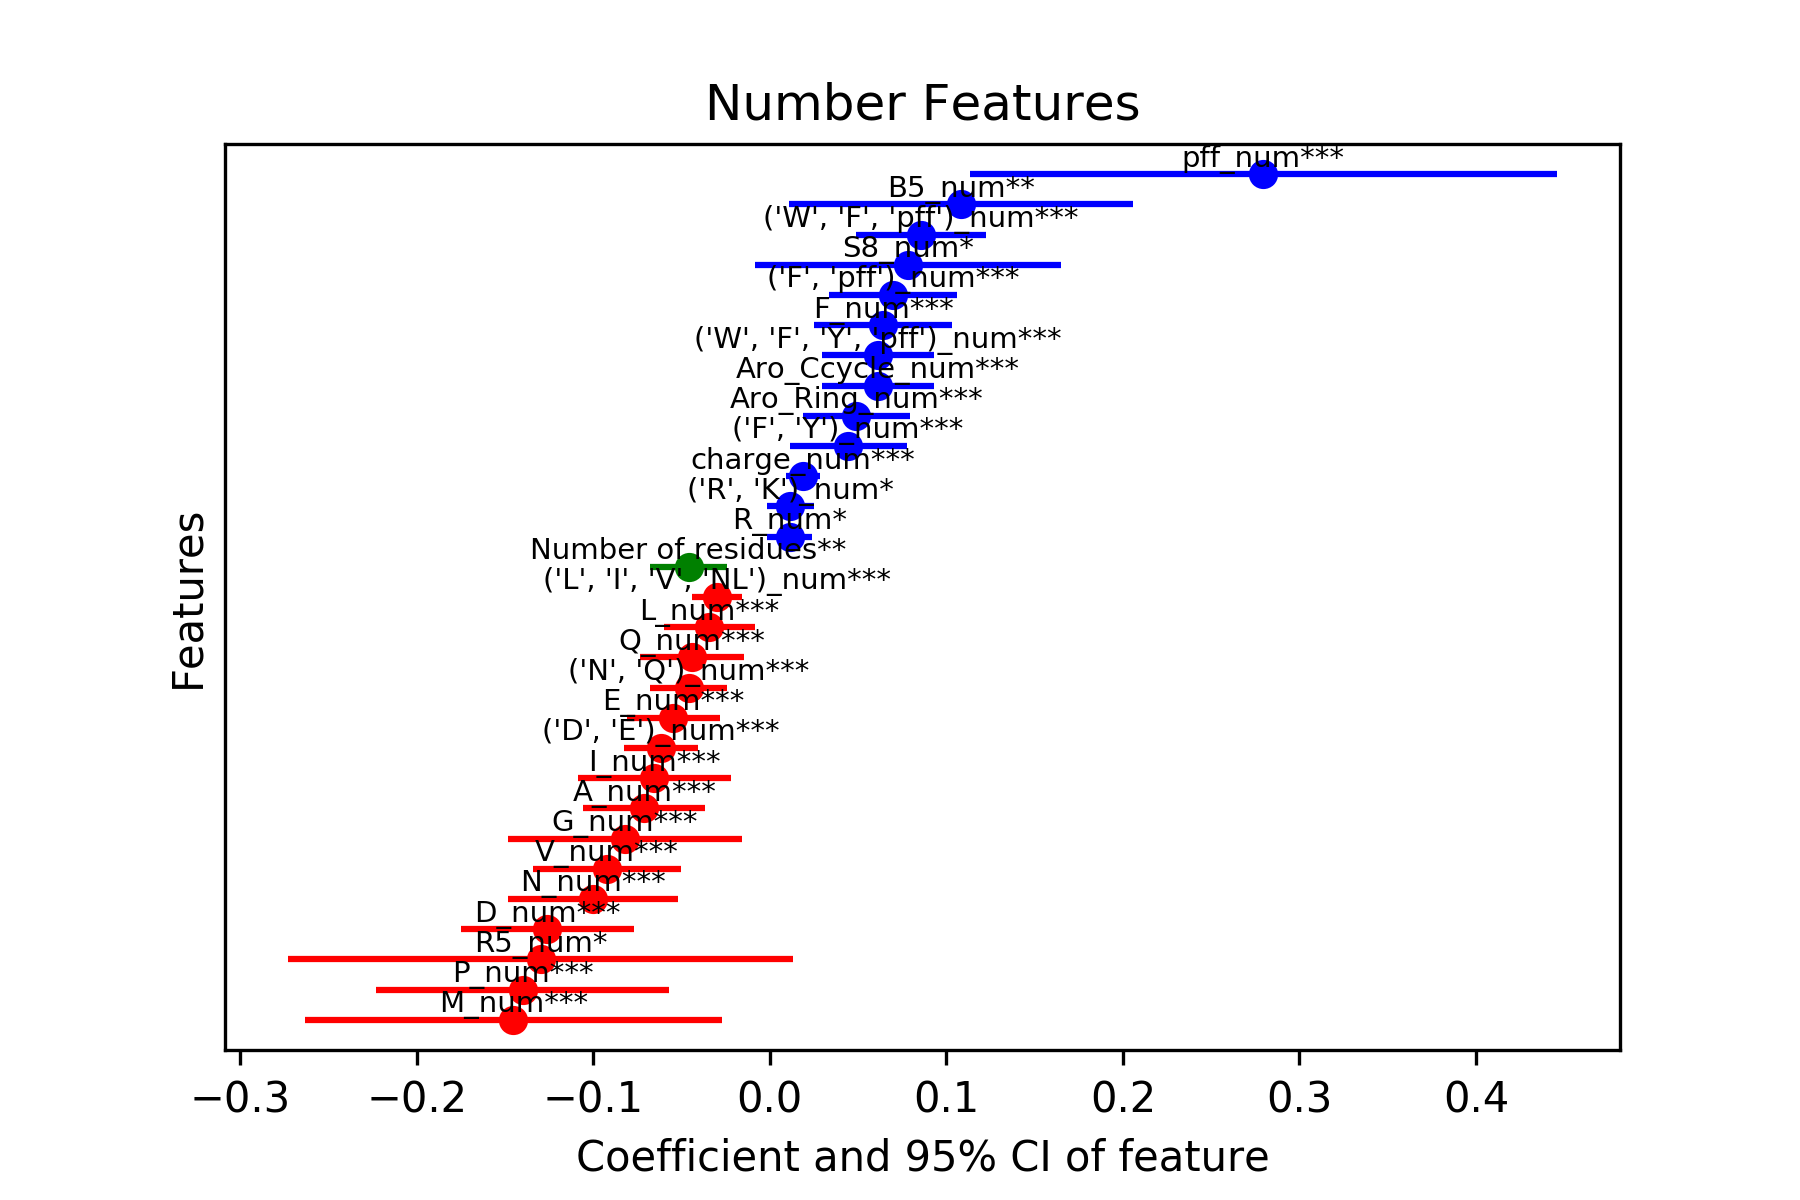 Number Features
pff_num***
B5_num**
('W', 'F', 'pff')_num***
S8_num*
('F', 'pff')_num***
F_num***
('W', 'F', 'Y', 'pff')_num***
Aro_Ccycle_num***
Aro_Ring_num***
('F', 'Y')_num***
charge_num***
('R', 'K')_num*
R_num*
Number of residues**
('L', 'I', 'V', 'NL')_num***
L_num***
Q_num***
('N', 'Q')_num***
E_num***
('D', 'E')_num***
I_num***
A_num***
G_num***
V_num***
N_num***
D_num***
R5_num*
P_num***
M_num***
Features
−0.3 −0.2 −0.1 0.0 0.1 0.2 0.3 0.4
Coefficient and 95% CI of feature